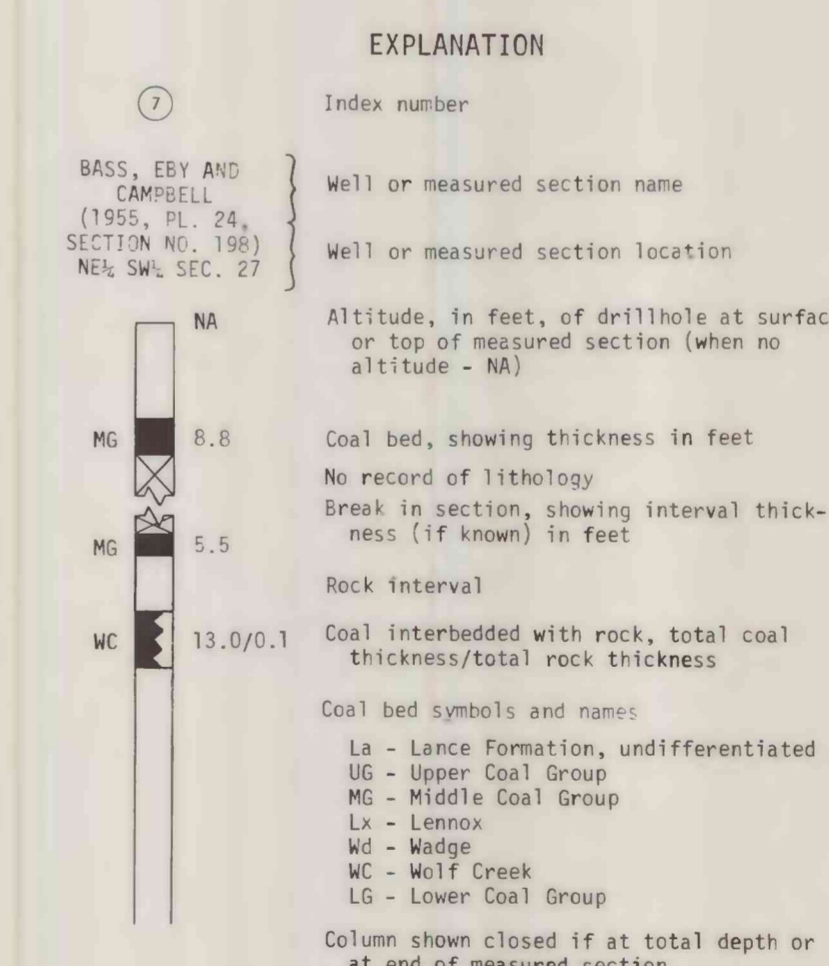 EXPLANATION
7
Index number
BASS, EBY AND
CAMPBELL
(1955, PL. 24,
SECTION NO. 198)
NE¼ SW¼ SEC. 27
Well or measured section name
Well or measured section location
NA
Altitude, in feet, of drillhole at surfac
or top of measured section (when no
altitude - NA)
MG
8.8
Coal bed, showing thickness in feet
No record of lithology
Break in section, showing interval thick-
ness (if known) in feet
MG
5.5
Rock interval
WC
13.0/0.1
Coal interbedded with rock, total coal
thickness/total rock thickness
Coal bed symbols and names
La - Lance Formation, undifferentiated
UG - Upper Coal Group
MG - Middle Coal Group
Lx - Lennox
Wd - Wadge
WC - Wolf Creek
LG - Lower Coal Group
Column shown closed if at total depth or
at end of measured section